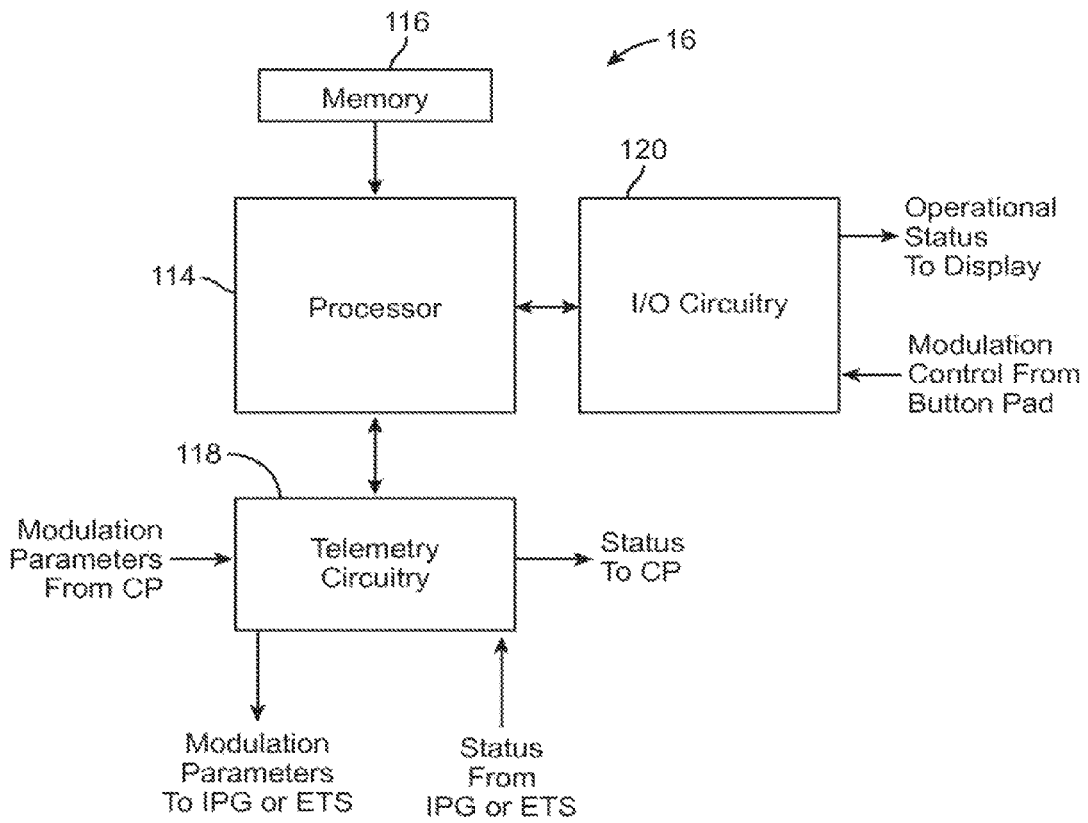 116
16
Memory
120
Operational
Status
To Display
114
Processor
I/O Circuitry
Modulation
Control From
Button Pad
118
Modulation
Parameters
From CP
Telemetry
Circuitry
Status
To CP
Modulation
Parameters
To IPG or ETS
Status
From
IPG or ETS